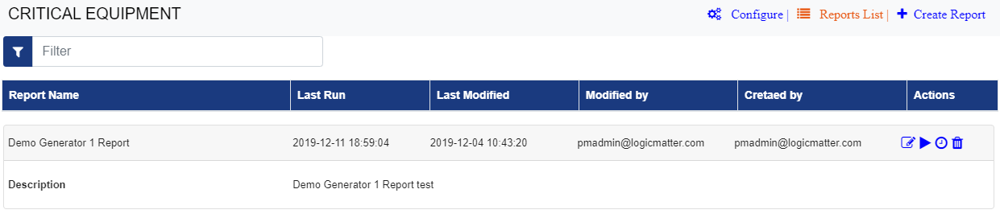 CRITICAL EQUIPMENT
Configure | Reports List | Create Report
Filter
Report Name Last Run Last Modified Modified by Cretaed by Actions
Demo Generator 1 Report 2019-12-11 18:59:04 2019-12-04 10:43:20 pmadmin@logicmatter.com pmadmin@logicmatter.com
Description Demo Generator 1 Report test